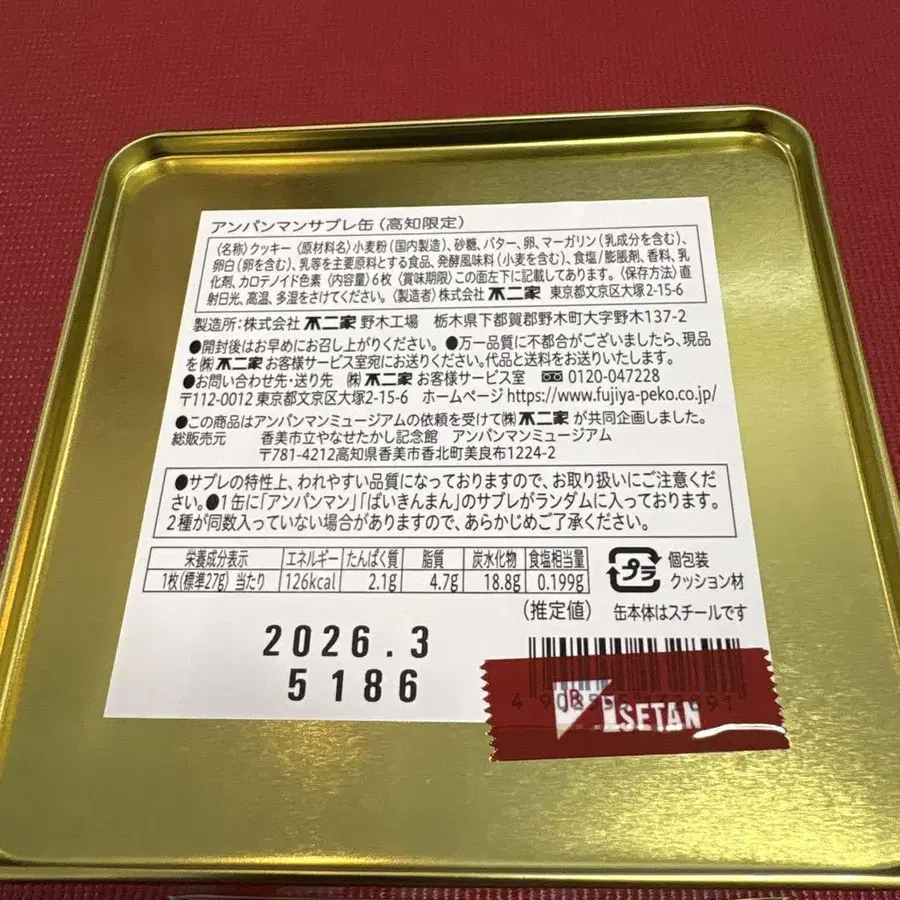 アンパンマンサブレ缶(高知限定)
〈名称〉クッキー〈原材料名〉小麦粉(国内製造)、砂糖、バター、卵、マーガリン(乳成分を含む)、
卵白(卵を含む)、乳等を主要原料とする食品、発酵風味料(小麦を含む)、食塩/膨脹剤、香料、乳
化剤、カロテノイド色素〈内容量〉6枚〈賞味期限〉この面左下に記載してあります。〈保存方法〉直
射日光、高温、多湿をさけてください。〈製造者〉株式会社 不二家 東京都文京区大塚2-15-6
製造所:株式会社 不二家 野木工場 栃木県下都賀郡野木町大字野木137-2
●開封後はお早めにお召し上がりください。●万一品質に不都合がございましたら、現品
を㈱不二家お客様サービス室宛にお送りください。代品と送料をお送りいたします。
●お問い合わせ先・送り先 ㈱不二家お客様サービス室 0120-047228
〒112-0012 東京都文京区大塚2-15-6 ホームページhttps://www.fujiya-peko.co.jp/
●この商品はアンパンマンミュージアムの依頼を受けて㈱不二家が共同企画しました。
総販売元 香美市立やなせたかし記念館 アンパンマンミュージアム
〒781-4212高知県香美市香北町美良布1224-2
●サブレの特性上、われやすい品質になっておりますので、お取り扱いにご注意くだ
さい。●1缶に「アンパンマン」「ばいきんまん」のサブレがランダムに入っております。
2種が同数入っていない場合がありますので、あらかじめご了承ください。
栄養成分表示 エネルギー たんぱく質 脂質 炭水化物 食塩相当量
1枚(標準27g)当たり 126kcal 2.1g 4.7g 18.8g 0.199g
(推定値)
プラ 個包装
クッション材
缶本体はスチールです
2026.3
5186
ISETAN